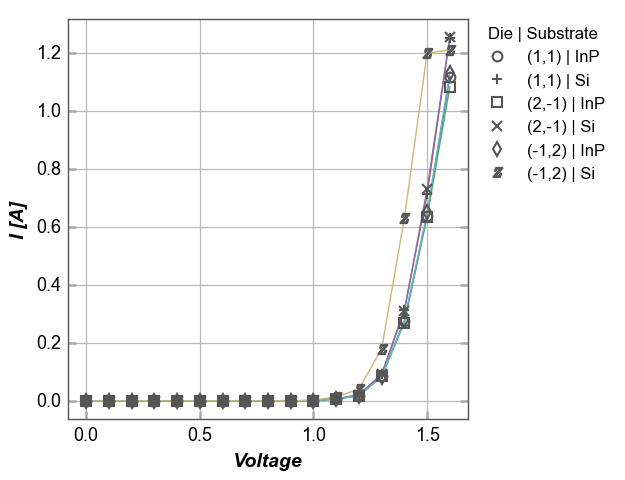 Die | Substrate
(1,1) | InP
(1,1) | Si
(2,-1) | InP
(2,-1) | Si
(-1,2) | InP
(-1,2) | Si
I [A]
1.2
1.0
0.8
0.6
0.4
0.2
0.0
0.0 0.5 1.0 1.5
Voltage